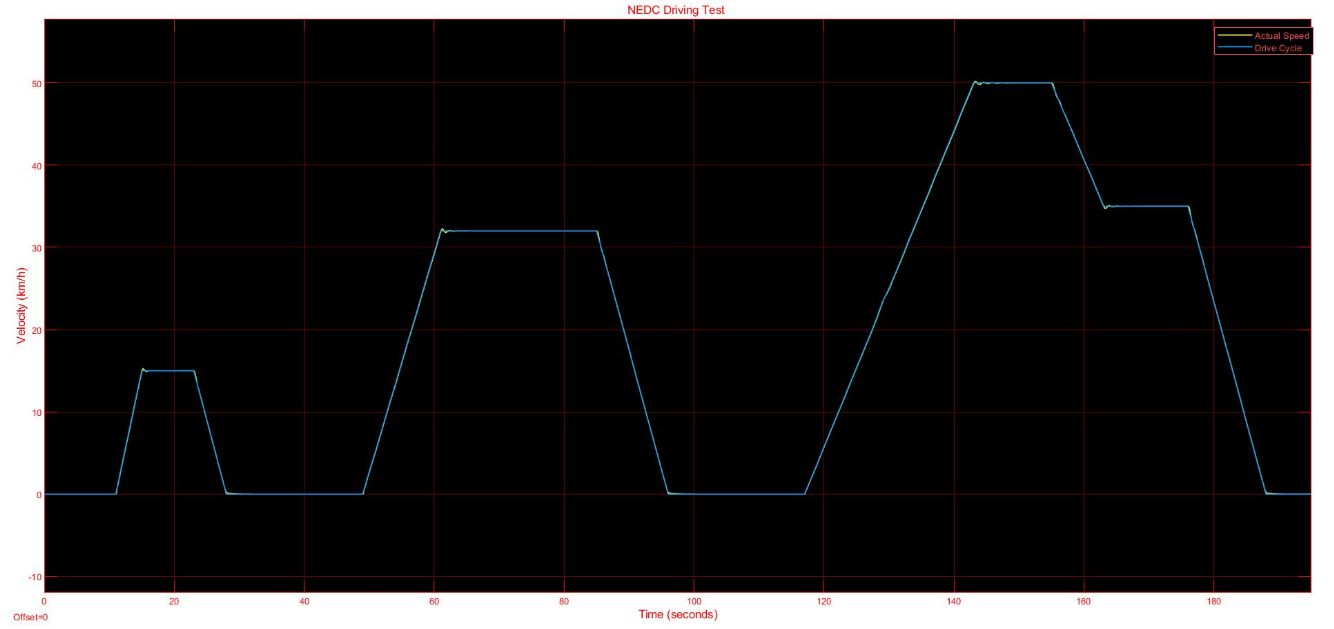 NEDC Driving Test
Actual Speed
Drive Cycle
Velocity (km/h)
50
40
30
20
10
0
-10
0 20 40 60 80 100 120 140 160 180
Time (seconds)
Offset=0